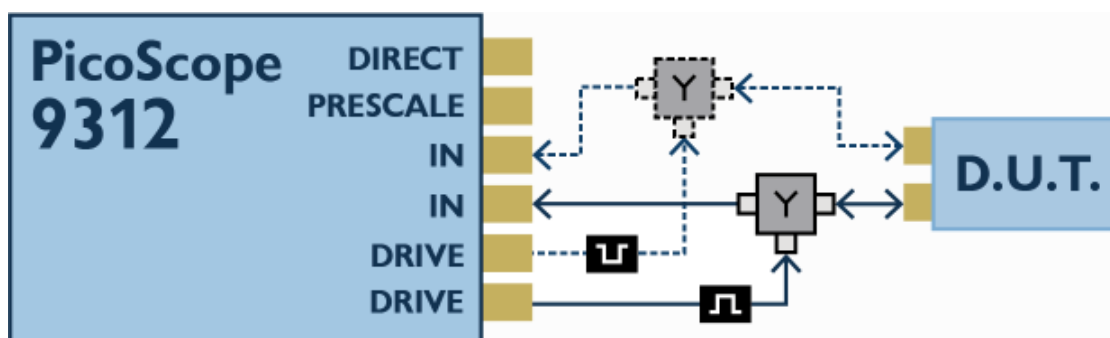 PicoScope
9312
DIRECT
PRESCALE
IN
IN
DRIVE
DRIVE
Y
Y
D.U.T.